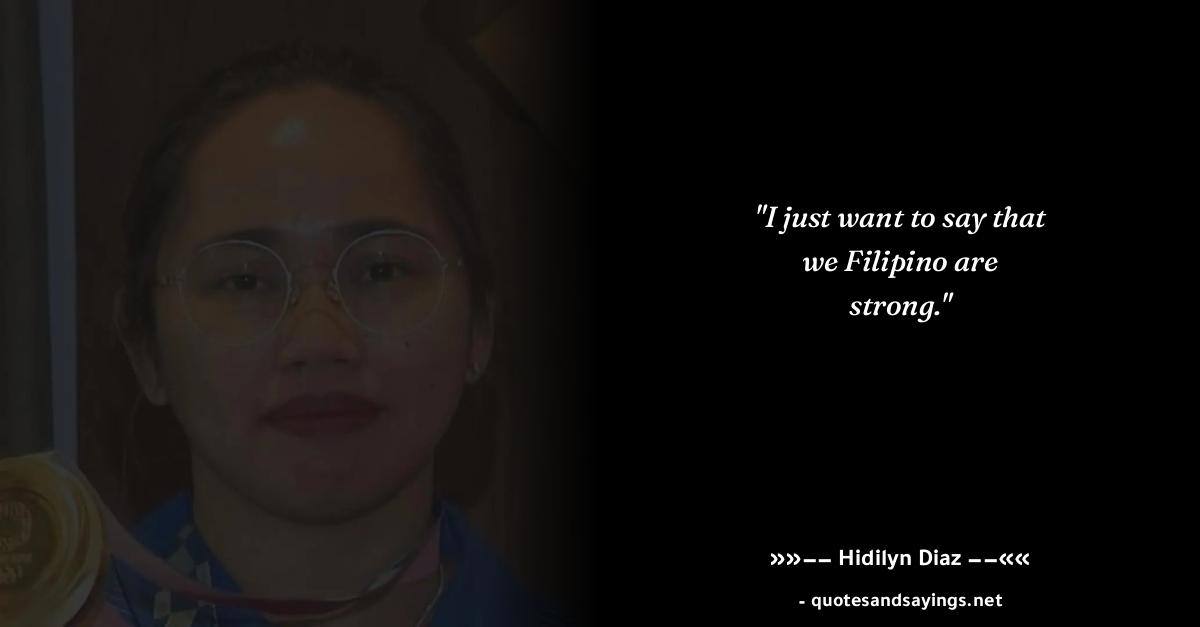 "I just want to say that
we Filipino are
strong."
»»–– Hidilyn Diaz ––««
- quotesandsayings.net